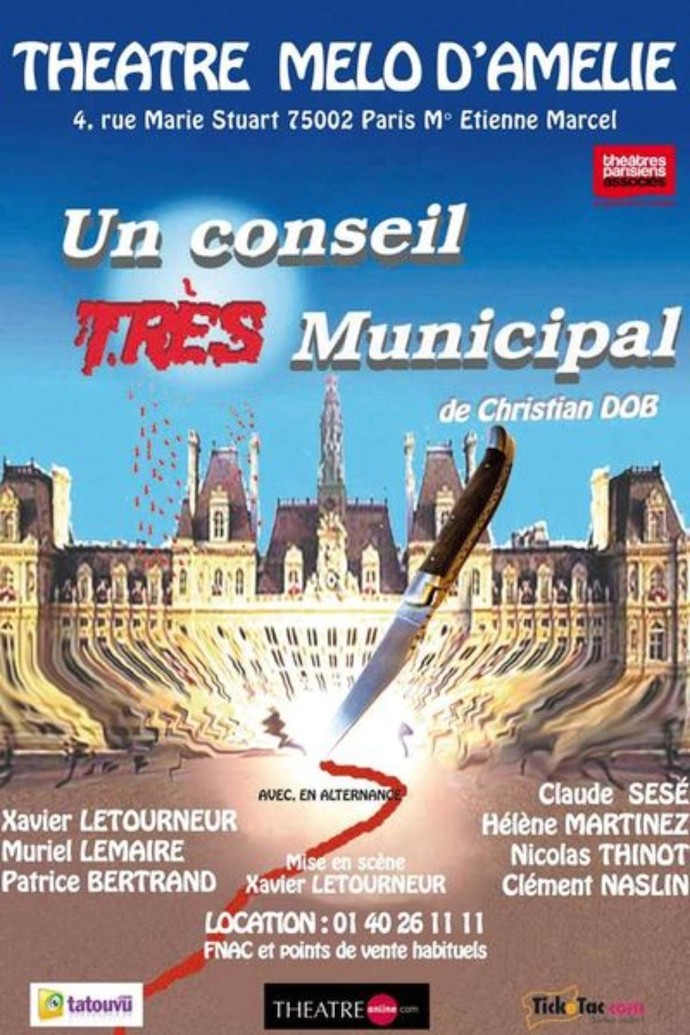 THEATRE MELO D'AMELIE
4, rue Marie Stuart 75002 Paris M° Etienne Marcel
théâtres
parisiens
associés
Un conseil
TRÈS Municipal
de Christian DOB
AVEC, EN ALTERNANCE
Xavier LETOURNEUR
Muriel LEMAIRE
Patrice BERTRAND
Claude SESÉ
Hélène MARTINEZ
Nicolas THINOT
Clément NASLIN
Mise en scène
Xavier LETOURNEUR
LOCATION : 01 40 26 11 11
FNAC et points de vente habituels
tatouvu
THEATRE online.com
TickeTac.com